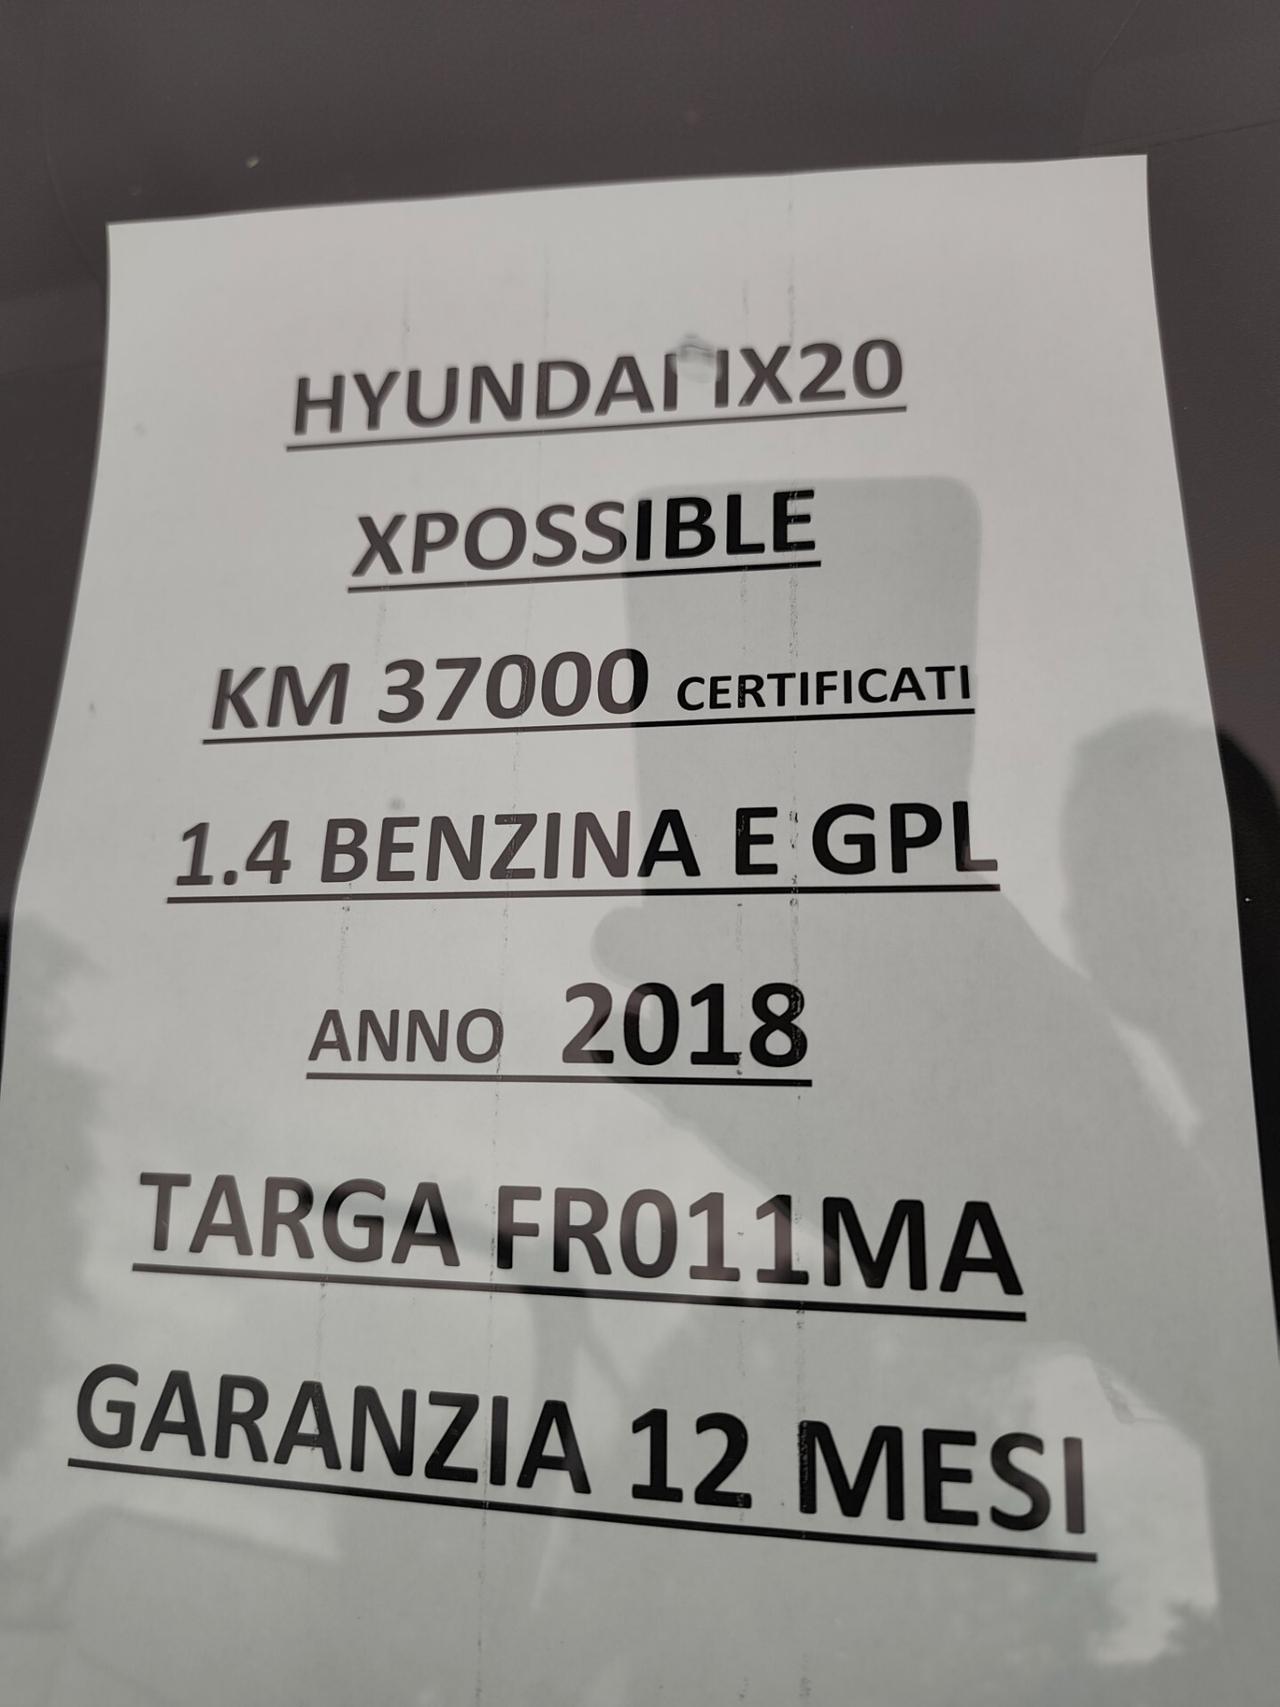 HYUNDAI IX20
XPOSSIBLE
KM 37000 CERTIFICATI
1.4 BENZINA E GPL
ANNO 2018
TARGA FR011MA
GARANZIA 12 MESI